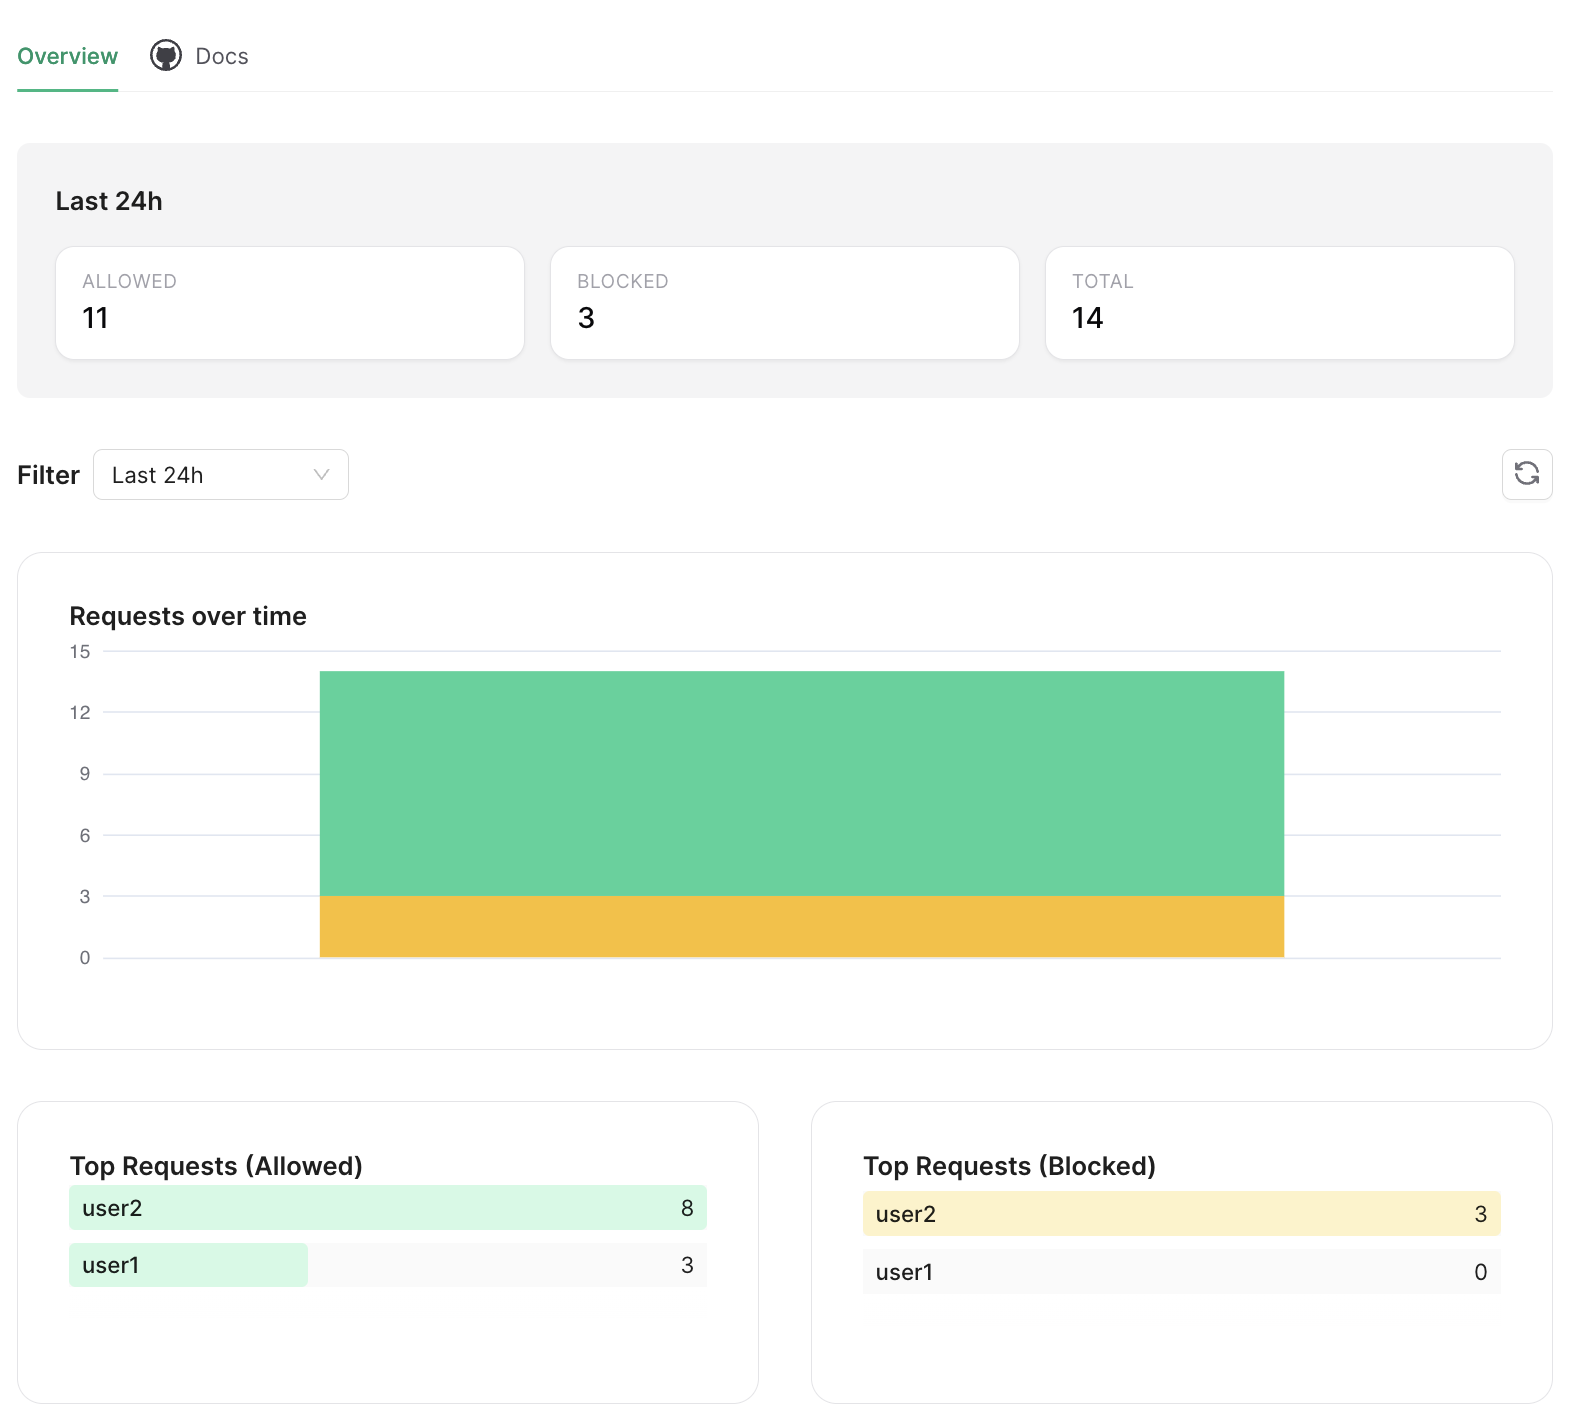 Overview Docs
Last 24h
ALLOWED BLOCKED TOTAL
11 3 14
Filter Last 24h
Requests over time
15
12
9
6
3
0
Top Requests (Allowed)
user2 8
user1 3
Top Requests (Blocked)
user2 3
user1 0